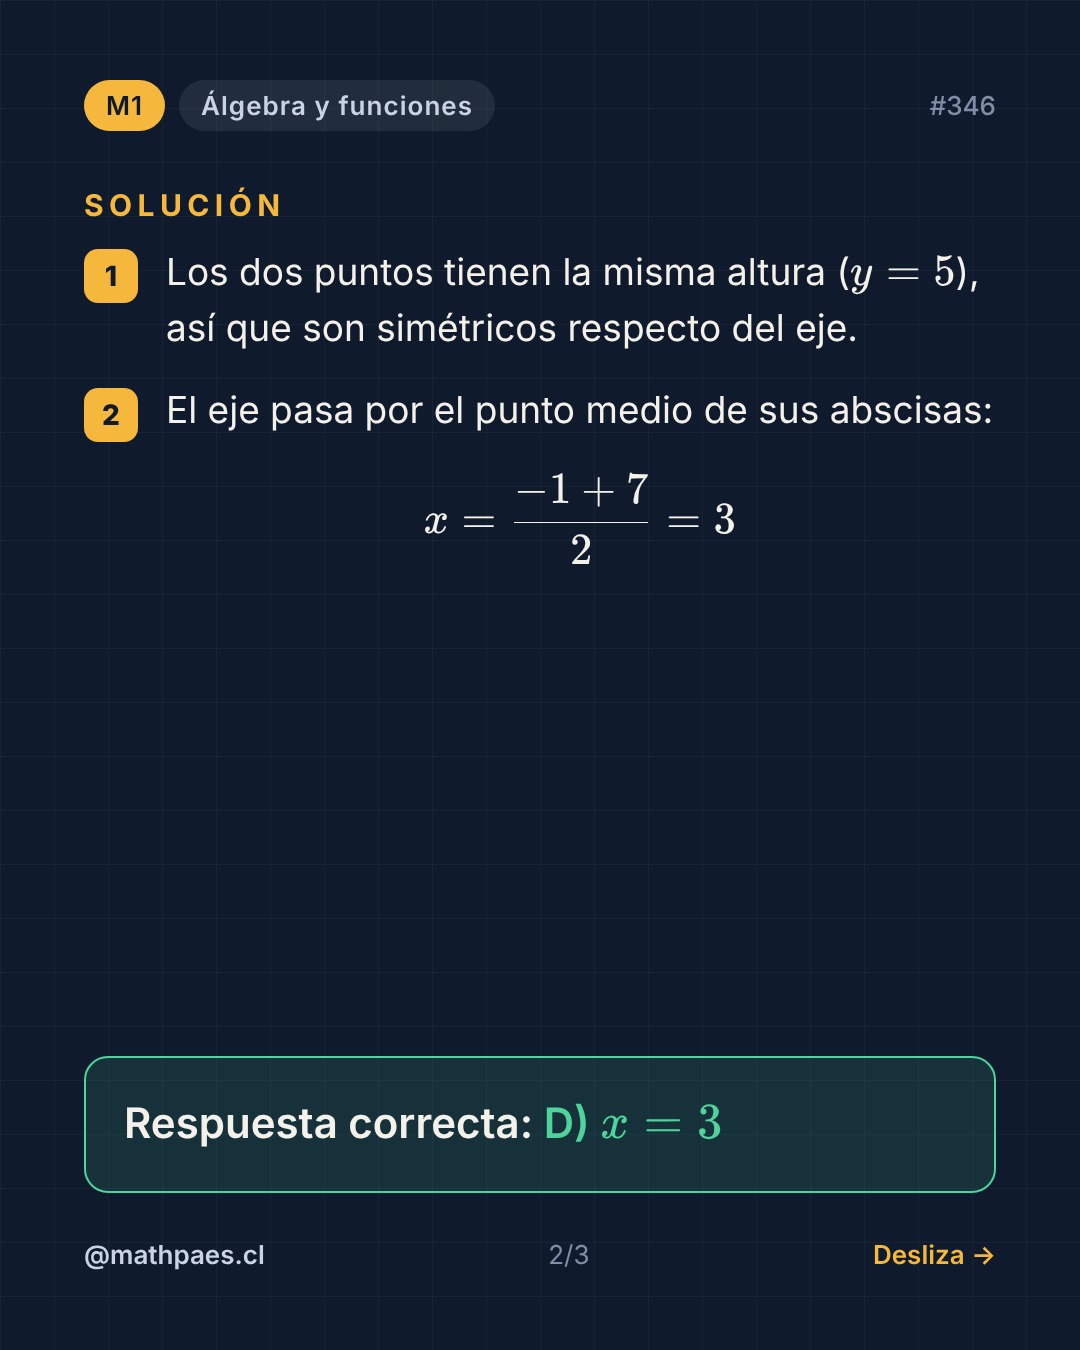 M1 Álgebra y funciones #346
SOLUCIÓN
1 Los dos puntos tienen la misma altura (y = 5),
así que son simétricos respecto del eje.
2 El eje pasa por el punto medio de sus abscisas:
x = \frac{-1 + 7}{2} = 3
Respuesta correcta: D) x = 3
@mathpaes.cl 2/3 Desliza →